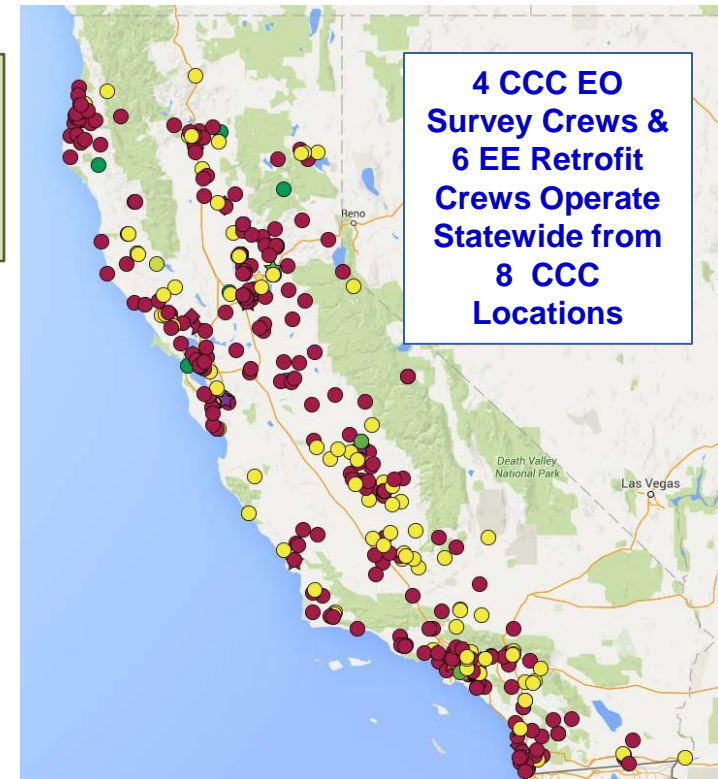 4 CCC EO
Survey Crews &
6 EE Retrofit
Crews Operate
Statewide from
8 CCC
Locations
Reno
Death Valley
National Park
Las Vegas